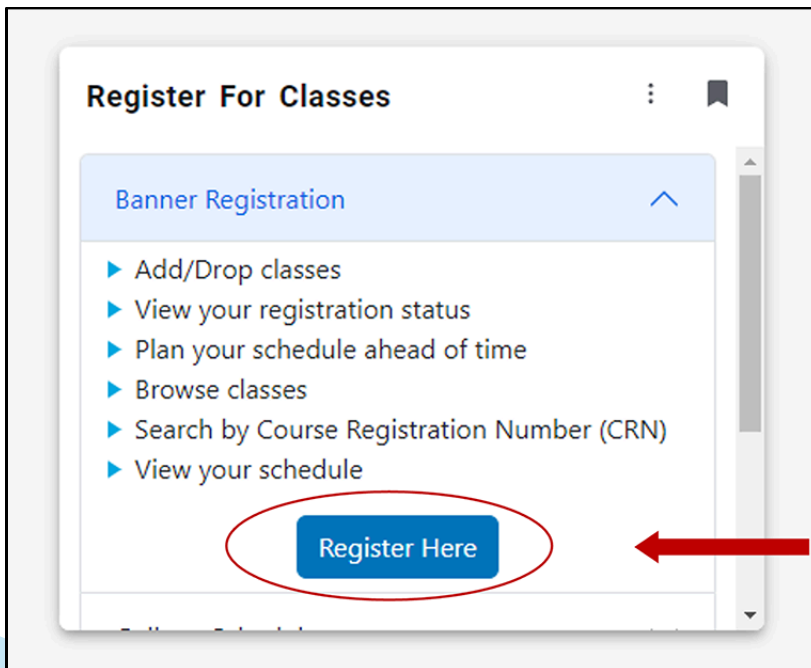 Register For Classes
Banner Registration
Add/Drop classes
View your registration status
Plan your schedule ahead of time
Browse classes
Search by Course Registration Number (CRN)
View your schedule
Register Here